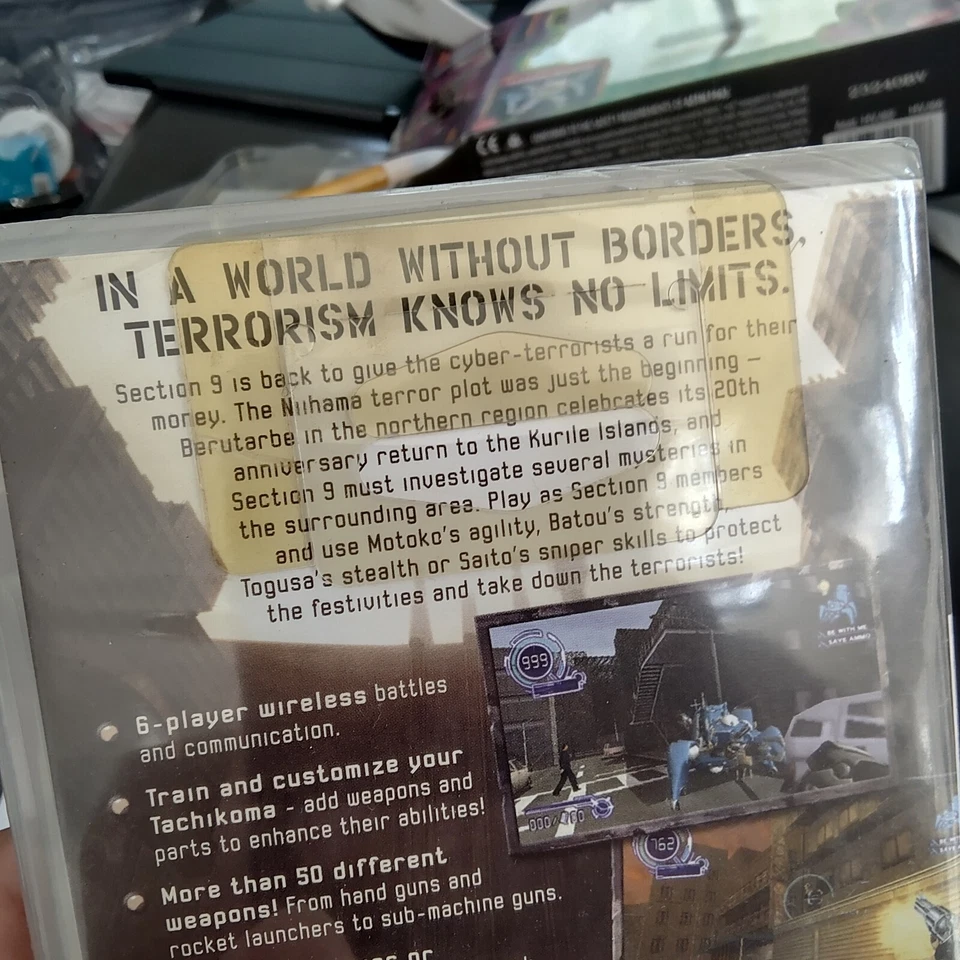 23240BV
CE
IN A WORLD WITHOUT BORDERS,
TERRORISM KNOWS NO LIMITS.
Section 9 is back to give the cyber-terrorists a run for their
money. The Niihama terror plot was just the beginning –
Berutarbe in the northern region celebrates its 20th
anniversary return to the Kurile Islands, and
Section 9 must investigate several mysteries in
the surrounding area. Play as Section 9 members
and use Motoko's agility, Batou's strength,
Togusa's stealth or Saito's sniper skills to protect
the festivities and take down the terrorists!
999
BE WITH ME,
SAVE AMMO
6-player wireless battles
and communication.
Train and customize your
Tachikoma - add weapons and
parts to enhance their abilities!
More than 50 different
weapons! From hand guns and
rocket launchers to sub-machine guns.
762